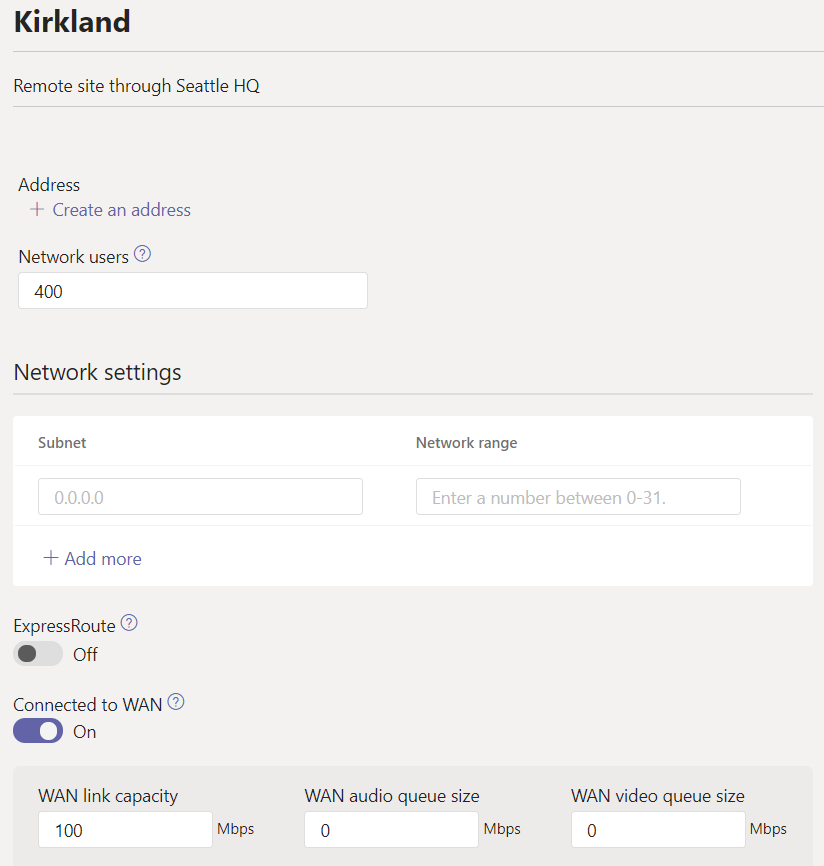 Kirkland
Remote site through Seattle HQ
Address
+ Create an address
Network users ?
400
Network settings
Subnet Network range
0.0.0.0 Enter a number between 0-31.
+ Add more
ExpressRoute ?
Off
Connected to WAN ?
On
WAN link capacity WAN audio queue size WAN video queue size
100 Mbps 0 Mbps 0 Mbps